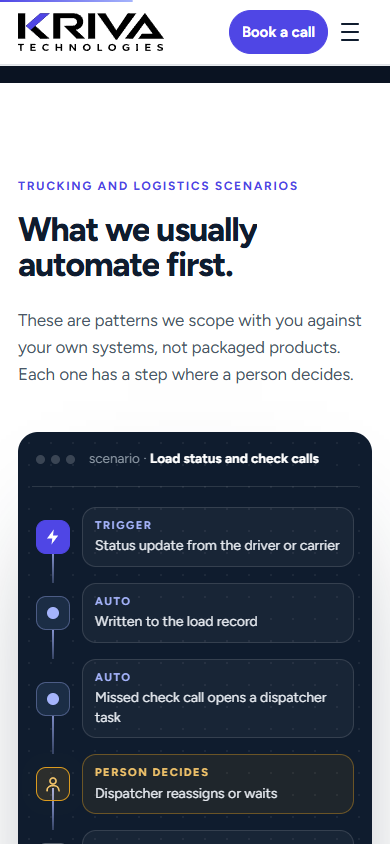 KRIVA
TECHNOLOGIES
Book a call
TRUCKING AND LOGISTICS SCENARIOS
What we usually
automate first.
These are patterns we scope with you against
your own systems, not packaged products.
Each one has a step where a person decides.
scenario · Load status and check calls
TRIGGER
Status update from the driver or carrier
AUTO
Written to the load record
AUTO
Missed check call opens a dispatcher
task
PERSON DECIDES
Dispatcher reassigns or waits